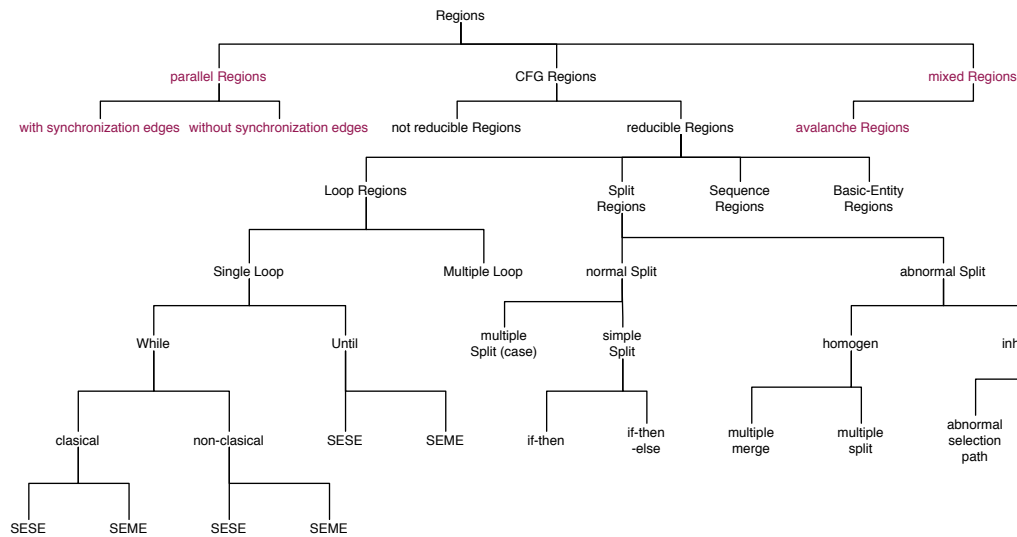 Regions
parallel Regions
CFG Regions
mixed Regions
with synchronization edges
without synchronization edges
not reducible Regions
reducible Regions
avalanche Regions
Loop Regions
Split
Regions
Sequence
Regions
Basic-Entity
Regions
Single Loop
Multiple Loop
normal Split
abnormal Split
While
Until
multiple
Split (case)
simple
Split
homogen
inh
clasical
non-clasical
SESE
SEME
if-then
if-then
-else
multiple
merge
multiple
split
abnormal
selection
path
SESE
SEME
SESE
SEME